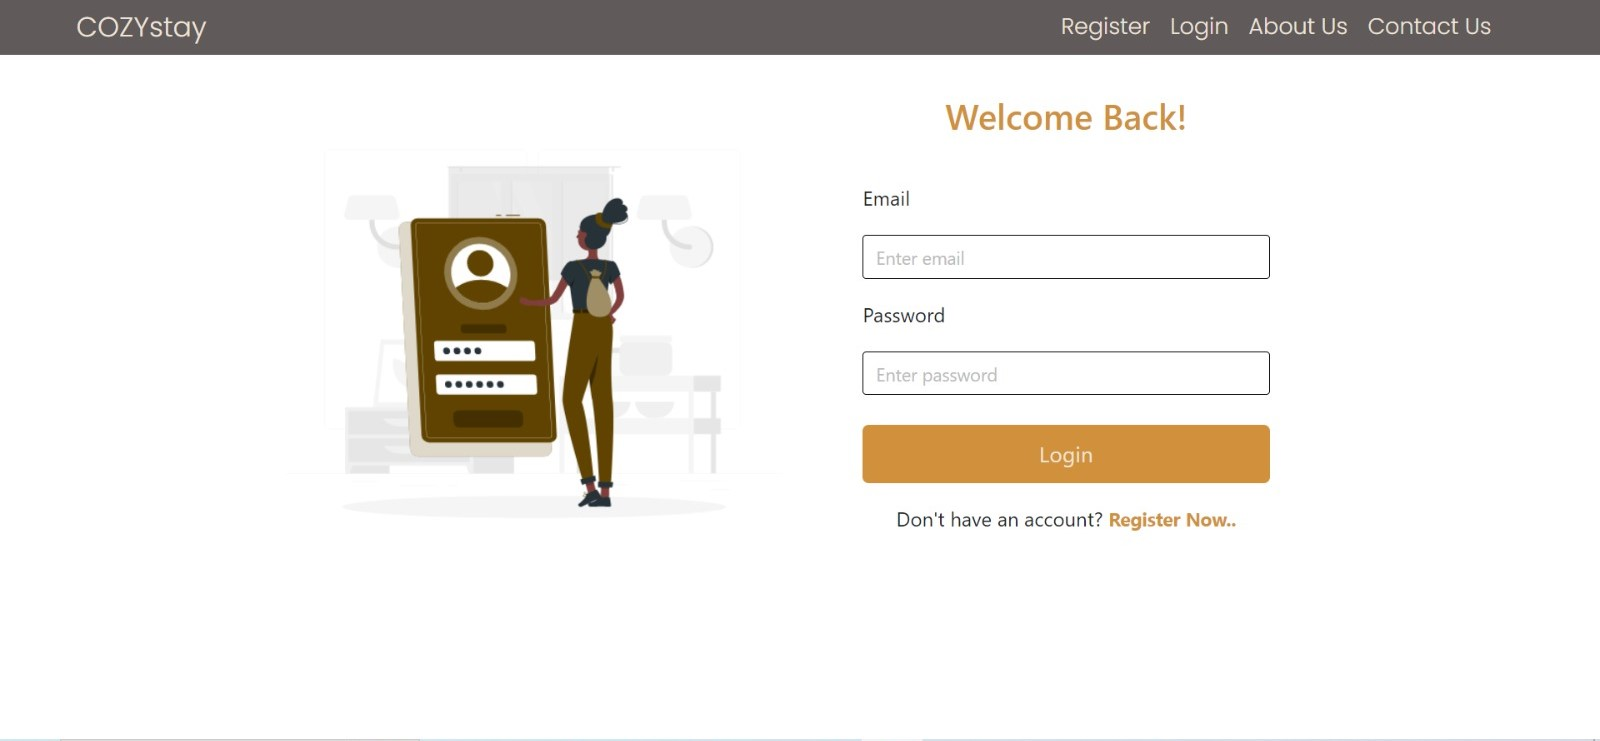 COZYstay
Register Login About Us Contact Us
Welcome Back!
Email
Enter email
Password
Enter password
Login
Don't have an account? Register Now..